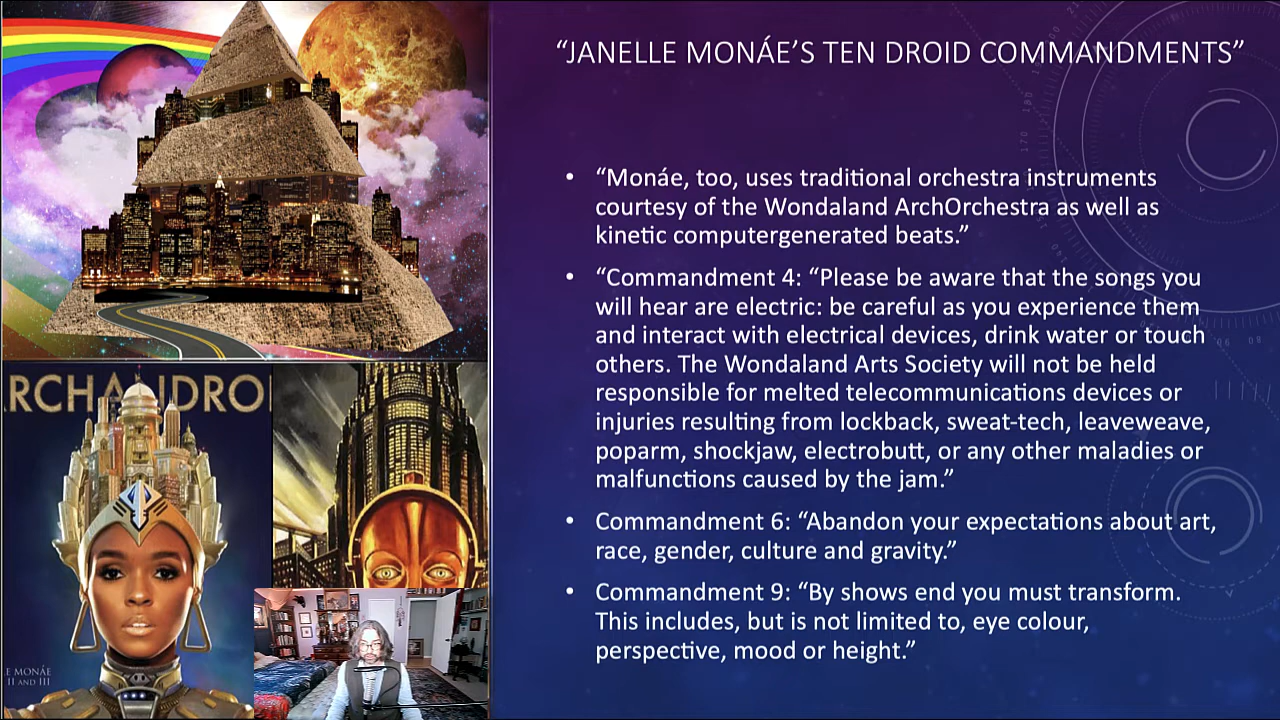 “JANELLE MONÁE’S TEN DROID COMMANDMENTS”
• “Monáe, too, uses traditional orchestra instruments
courtesy of the Wondaland ArchOrchestra as well as
kinetic computergenerated beats.”
• “Commandment 4: “Please be aware that the songs you
will hear are electric: be careful as you experience them
and interact with electrical devices, drink water or touch
others. The Wondaland Arts Society will not be held
responsible for melted telecommunications devices or
injuries resulting from lockback, sweat-tech, leaveweave,
poparm, shockjaw, electrobutt, or any other maladies or
malfunctions caused by the jam.”
• Commandment 6: “Abandon your expectations about art,
race, gender, culture and gravity.”
• Commandment 9: “By shows end you must transform.
This includes, but is not limited to, eye colour,
perspective, mood or height.”
ARCHANDRO
E MONÁE
II AND III